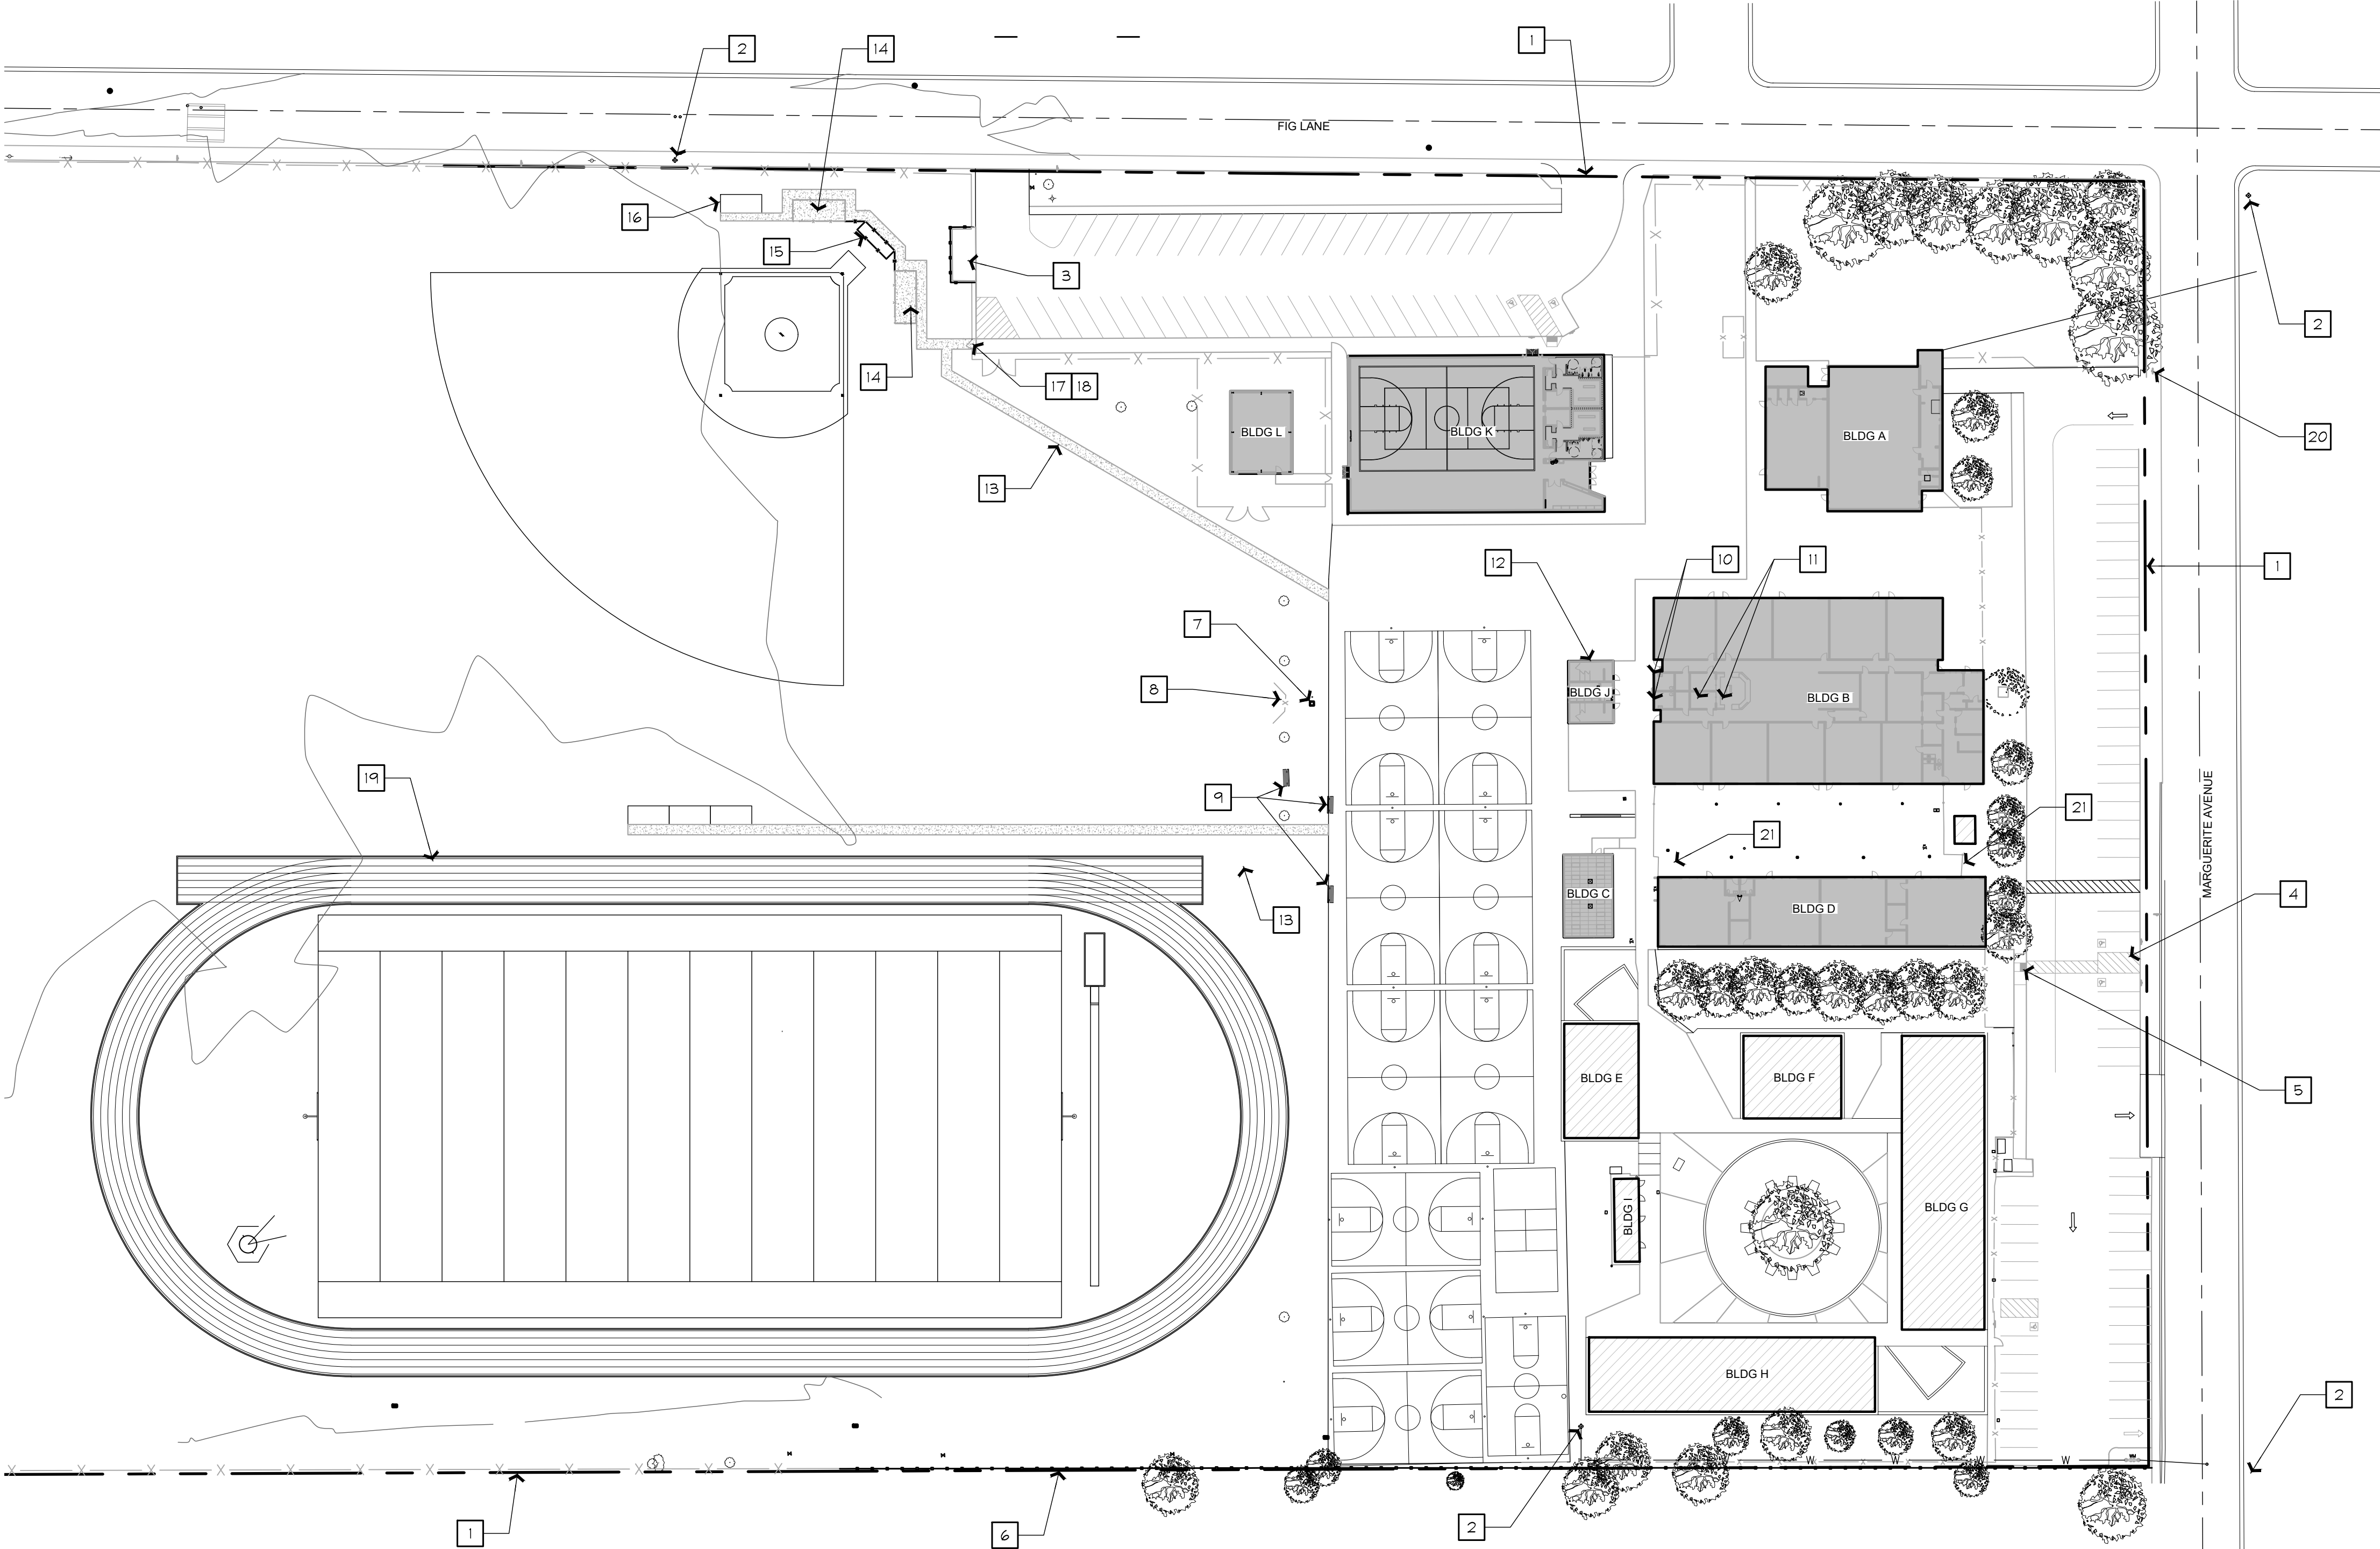 2
14
1
FIG LANE
16
15
3
2
14
17 18
BLDG L
BLDG K
BLDG A
20
13
12
10
11
1
7
8
BLDG J
BLDG B
19
9
21
21
MARGUERITE AVENUE
13
BLDG C
BLDG D
4
BLDG E
BLDG F
5
BLDG I
BLDG G
BLDG H
2
W W W W
1
6
2